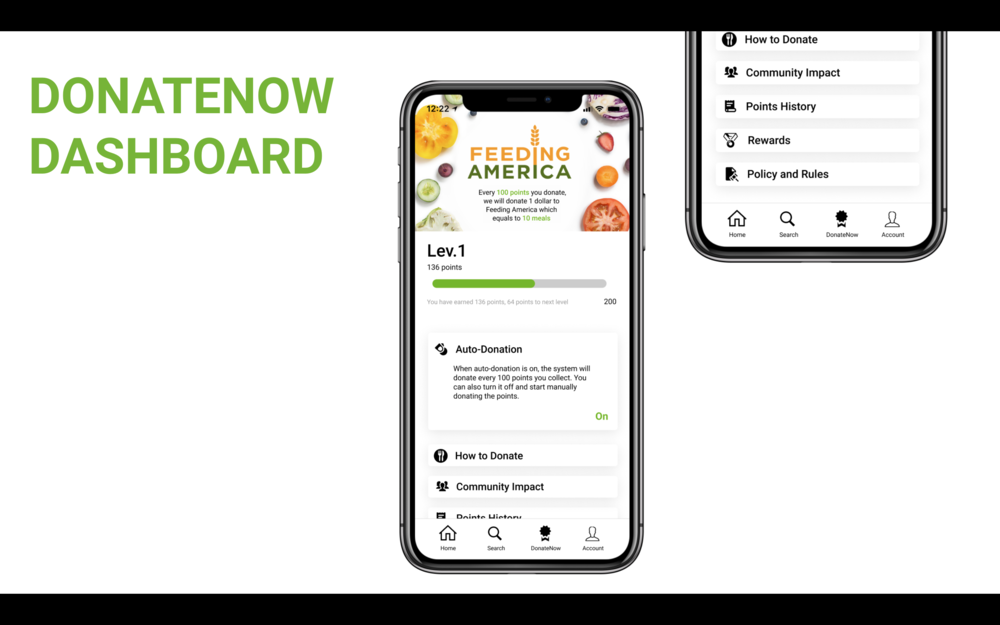 DONATENOW
DASHBOARD
12:22
FEEDING
AMERICA
Every 100 points you donate,
we will donate 1 dollar to
Feeding America which
equals to 10 meals
Lev.1
136 points
You have earned 136 points, 64 points to next level
200
Auto-Donation
When auto-donation is on, the system will
donate every 100 points you collect. You
can also turn it off and start manually
donating the points.
On
How to Donate
Community Impact
Points History
Home
Search
DonateNow
Account
How to Donate
Community Impact
Points History
Rewards
Policy and Rules
Home
Search
DonateNow
Account